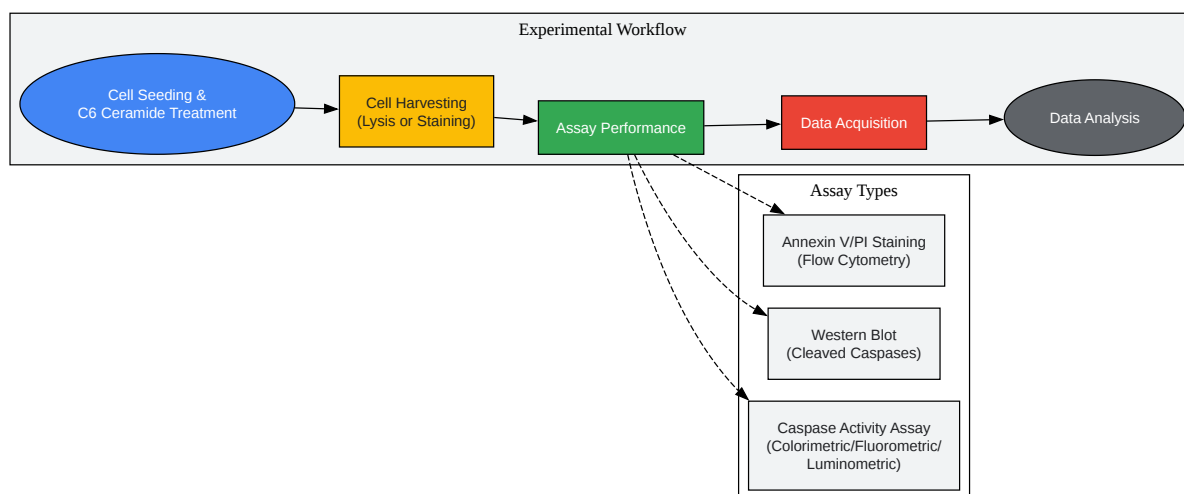 Experimental Workflow
Cell Seeding &
C6 Ceramide Treatment
Cell Harvesting
(Lysis or Staining)
Assay Performance
Data Acquisition
Data Analysis
Assay Types
Annexin V/PI Staining
(Flow Cytometry)
Western Blot
(Cleaved Caspases)
Caspase Activity Assay
(Colorimetric/Fluorometric/
Luminometric)